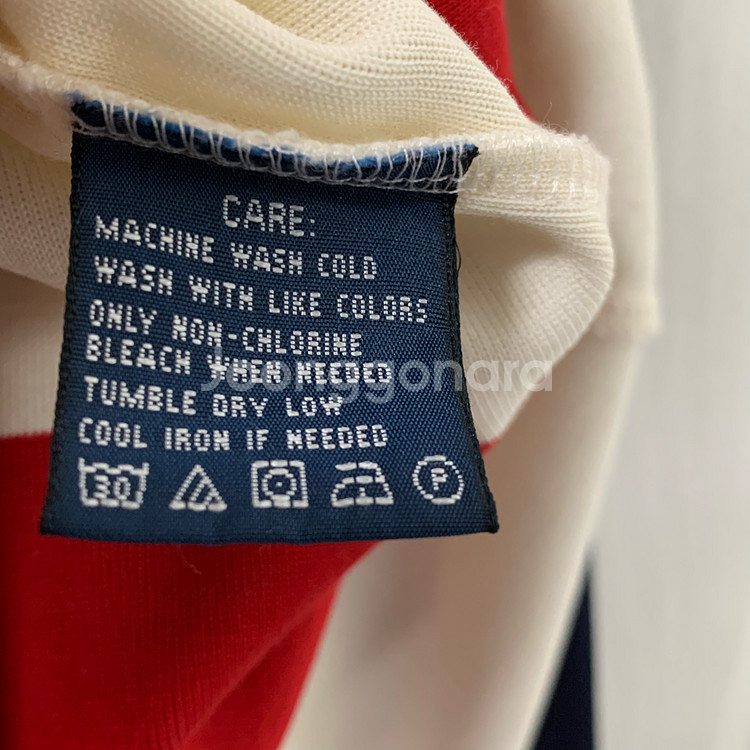 CARE:
MACHINE WASH COLD
WASH WITH LIKE COLORS
ONLY NON-CHLORINE
BLEACH WHEN NEEDED
Joonggonara
TUMBLE DRY LOW
COOL IRON IF NEEDED
30
P